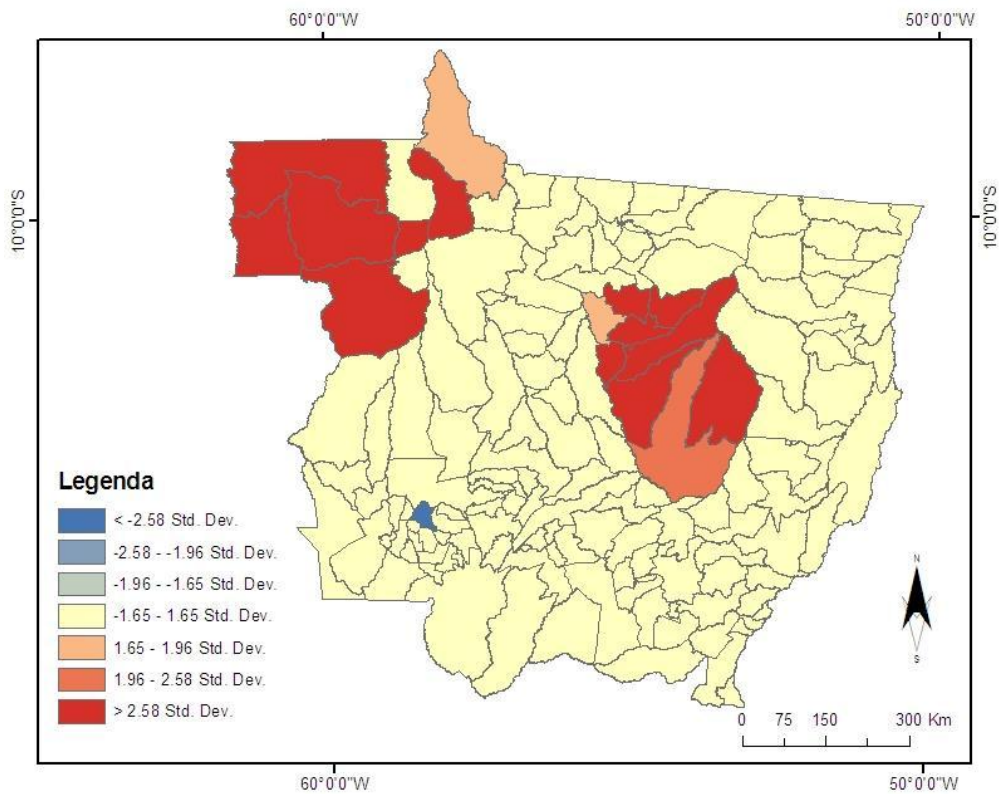 60°0'0"W 50°0'0"W
10°0'0"S 10°0'0"S
Legenda
< -2.58 Std. Dev.
-2.58 - -1.96 Std. Dev.
-1.96 - -1.65 Std. Dev.
-1.65 - 1.65 Std. Dev.
1.65 - 1.96 Std. Dev.
1.96 - 2.58 Std. Dev.
> 2.58 Std. Dev.
N
S
0 75 150 300 Km
60°0'0"W 50°0'0"W